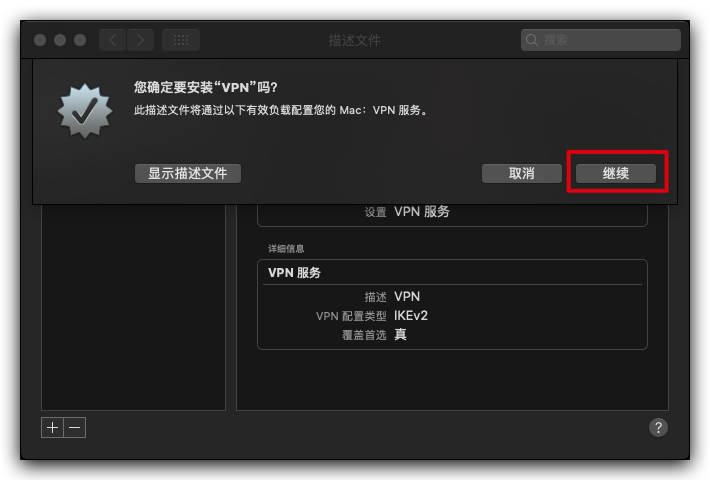 描述文件
搜索
您确定要安装“VPN”吗?
此描述文件将通过以下有效负载配置您的 Mac：VPN 服务。
显示描述文件
取消
继续
设置 VPN 服务
详细信息
VPN 服务
描述 VPN
VPN 配置类型 IKEv2
覆盖首选 真
?